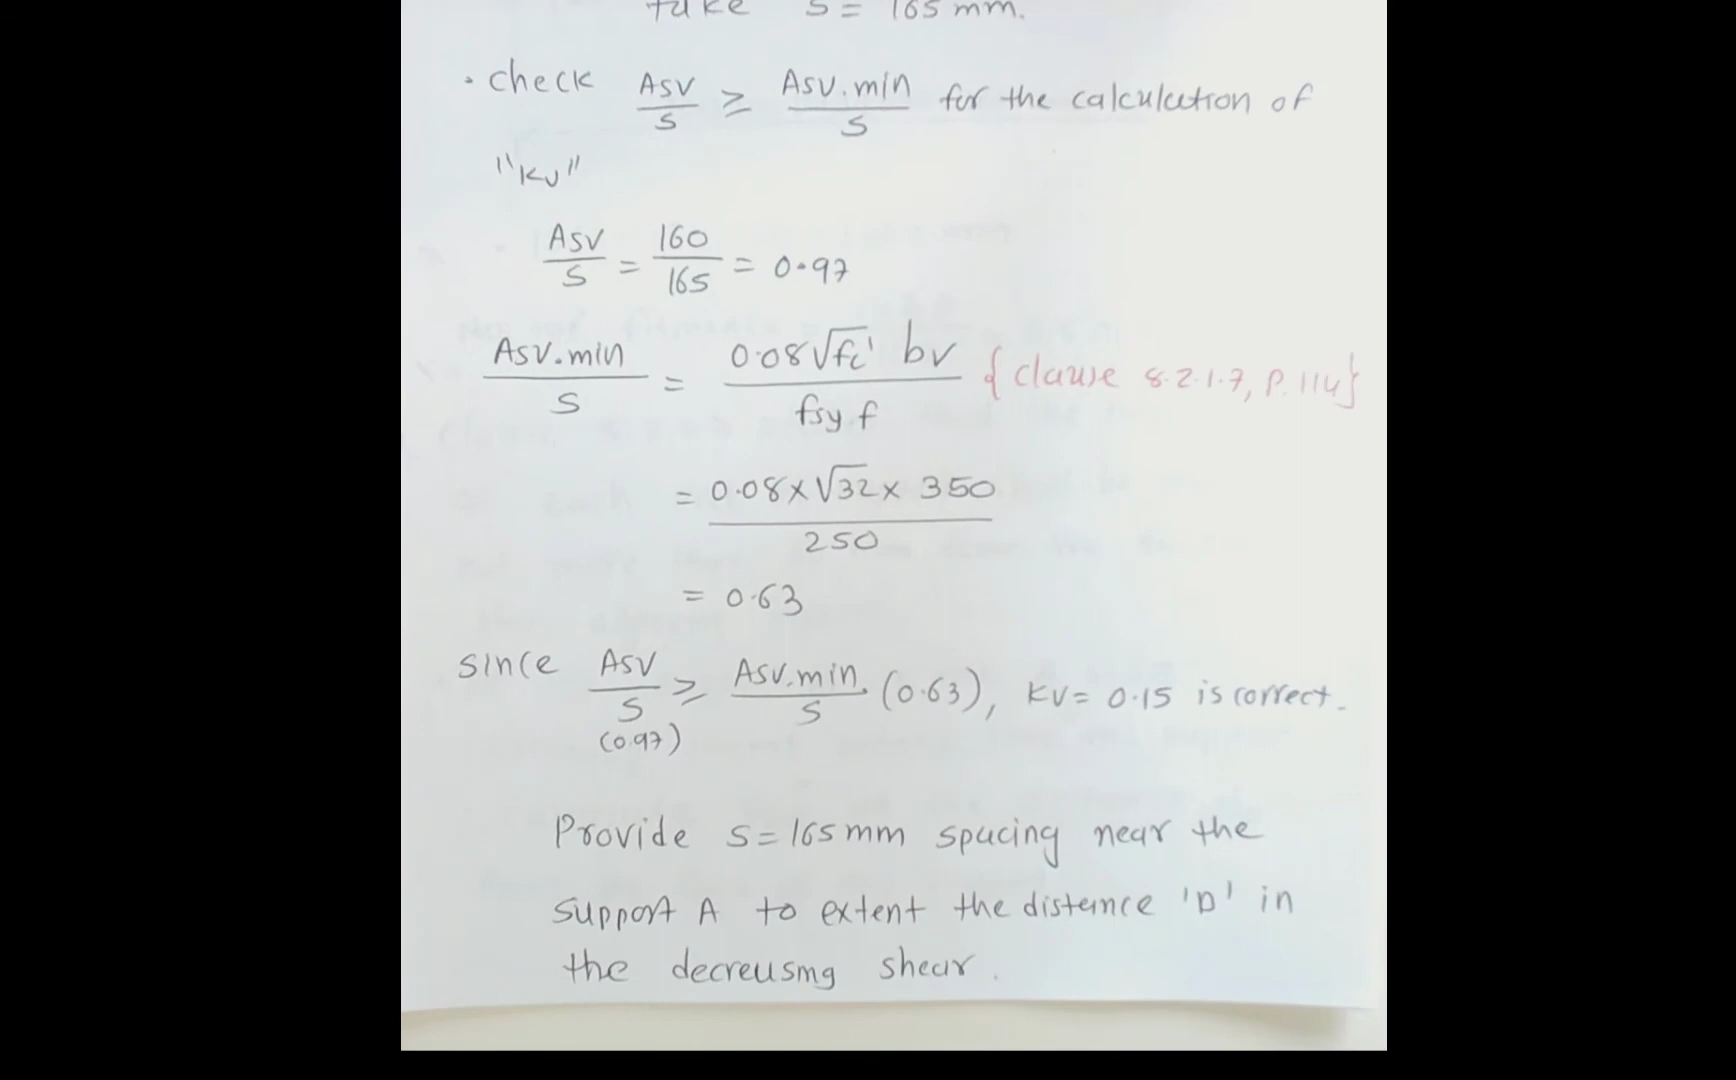 take S = 165 mm.
• check Asv/S ≥ Asv.min/S for the calculation of
"kv"
Asv/S = 160/165 = 0.97
Asv.min/S = 0.08√fc' bv / fsy.f {clause 8.2.1.7, P.114}
= 0.08 × √32 × 350 / 250
= 0.63
since Asv/S (0.97) ≥ Asv.min/S (0.63), kv = 0.15 is correct.
Provide S = 165 mm spacing near the
support A to extent the distance 'D' in
the decreasing shear.